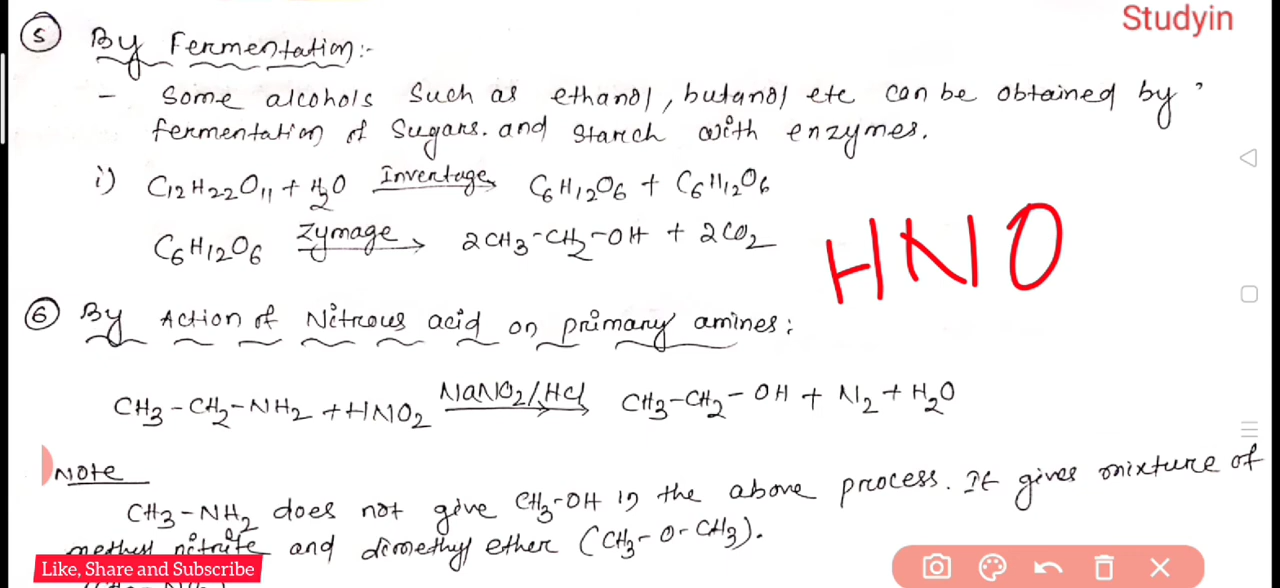 Studyin
⑤ By Fermentation:-
- Some alcohols Such as ethanol, butanol etc can be obtained by
fermentation of Sugars. and Starch with enzymes.
i) C12H22O11 + H2O Invertage C6H12O6 + C6H12O6
C6H12O6 Zymage 2CH3-CH2-OH + 2CO2
HNO
⑥ By Action of Nitrous acid on primary amines:
CH3-CH2-NH2 + HNO2 NaNO2/HCl CH3-CH2-OH + N2 + H2O
Note
CH3-NH2 does not give CH3-OH in the above process. It gives mixture of
methyl nitrite and dimethyl ether (CH3-O-CH3).
Like, Share and Subscribe